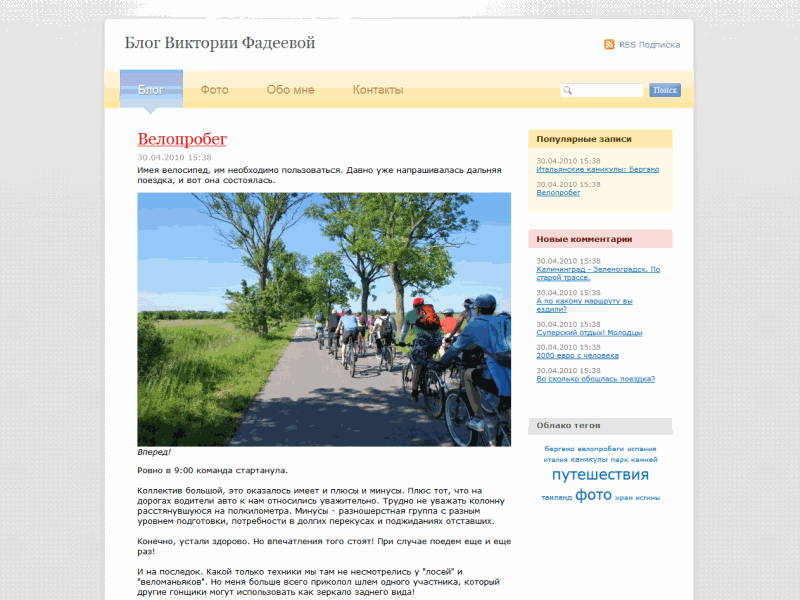 Блог Виктории Фадеевой
RSS Подписка
Блог
Фото
Обо мне
Контакты
Поиск
Велопробег
30.04.2010 15:38
Имея велосипед, им необходимо пользоваться. Давно уже напрашивалась дальняя
поездка, и вот она состоялась.
Вперед!
Ровно в 9:00 команда стартанула.
Коллектив большой, это оказалось имеет и плюсы и минусы. Плюс тот, что на
дорогах водители авто к нам относились уважительно. Трудно не уважать колонну
расстянувшуюся на полкилометра. Минусы - разношерстная группа с разным
уровнем подготовки, потребности в долгих перекусах и поджиданиях отставших.
Конечно, устали здорово. Но впечатления того стоят! При случае поедем еще и еще
раз!
И на последок. Какой только техники мы там не несмотрелись у "лосей" и
"веломаньяков". Но меня больше всего приколол шлем одного участника, который
другие гонщики могут использовать как зеркало заднего вида!
Популярные записи
30.04.2010 15:38
Итальянские каникулы: Бергамо
30.04.2010 15:38
Велопробег
Новые комментарии
30.04.2010 15:38
Калининград - Зеленоградск. По
старой трассе.
30.04.2010 15:38
А по какому маршруту вы
ездили?
30.04.2010 15:38
Суперский отдых! Молодцы
30.04.2010 15:38
2000 евро с человека
30.04.2010 15:38
Во сколько обошлась поездка?
Облако тегов
бергамо велопробеги испания
италия каникулы парк камней
путешествия
таиланд фото храм истины